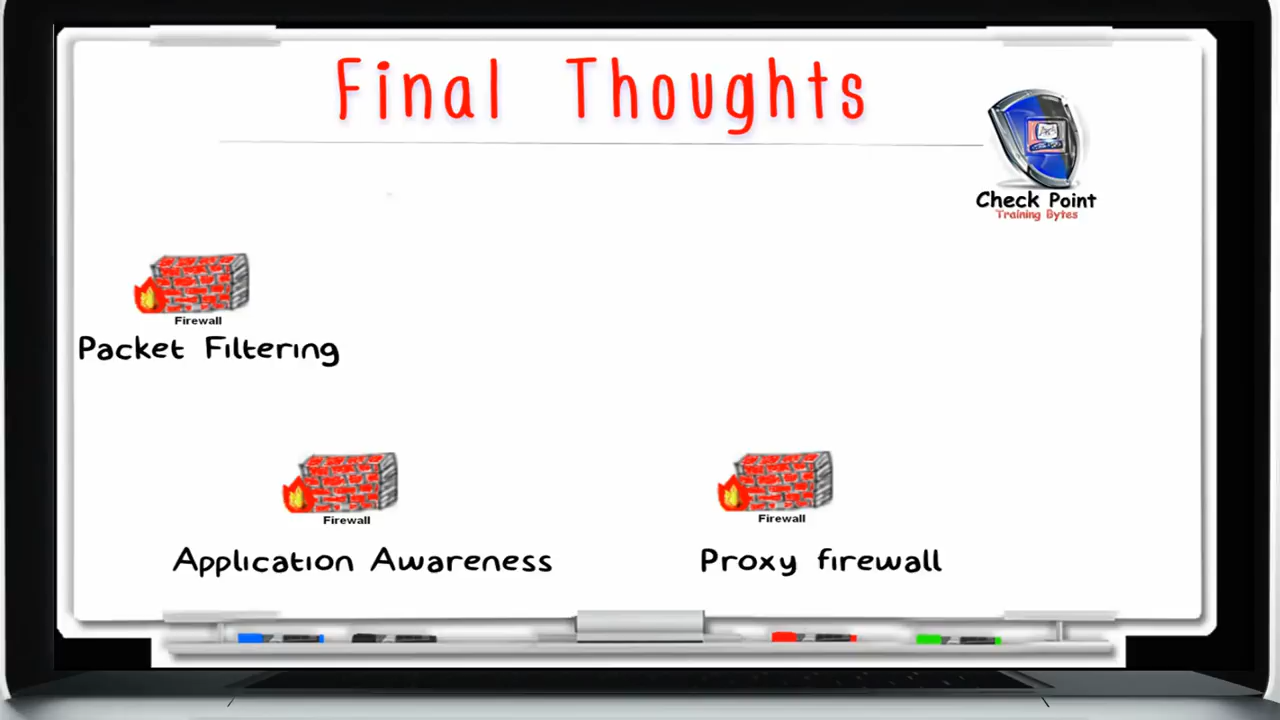 Final Thoughts
Check Point
Training Bytes
Firewall
Packet Filtering
Firewall
Application Awareness
Firewall
Proxy firewall